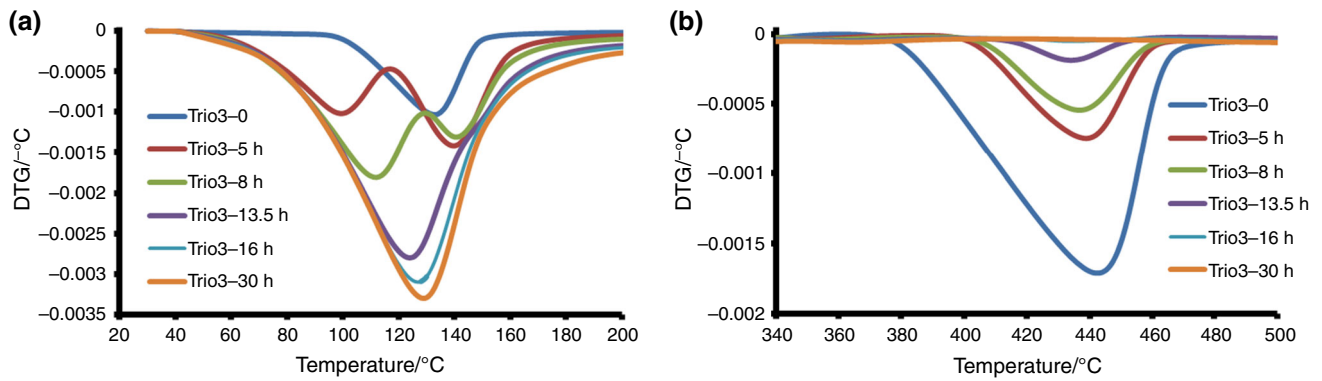 (a)
0
−0.0005
−0.001
−0.0015
−0.002
−0.0025
−0.003
−0.0035
DTG/−°C
Trio3–0
Trio3–5 h
Trio3–8 h
Trio3–13.5 h
Trio3–16 h
Trio3–30 h
20 40 60 80 100 120 140 160 180 200
Temperature/°C
(b)
0
−0.0005
−0.001
−0.0015
−0.002
DTG/−°C
Trio3–0
Trio3–5 h
Trio3–8 h
Trio3–13.5 h
Trio3–16 h
Trio3–30 h
340 360 380 400 420 440 460 480 500
Temperature/°C